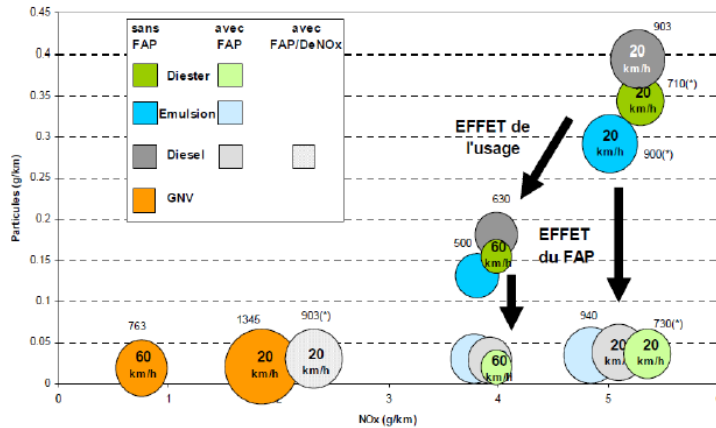 sans FAP
avec FAP
avec FAP/DeNOx
Diester
Emulsion
Diesel
GNV
Particules (g/km)
0.45
0.4
0.35
0.3
0.25
0.2
0.15
0.1
0.05
0
903
20 km/h
710(*)
20 km/h
20 km/h
900(*)
EFFET de l'usage
630
500
60 km/h
EFFET du FAP
763
60 km/h
1345
20 km/h
903(*)
20 km/h
60 km/H
940
20 km/h
730(*)
20 km/h
0
1
2
3
4
5
6
NOx (g/km)